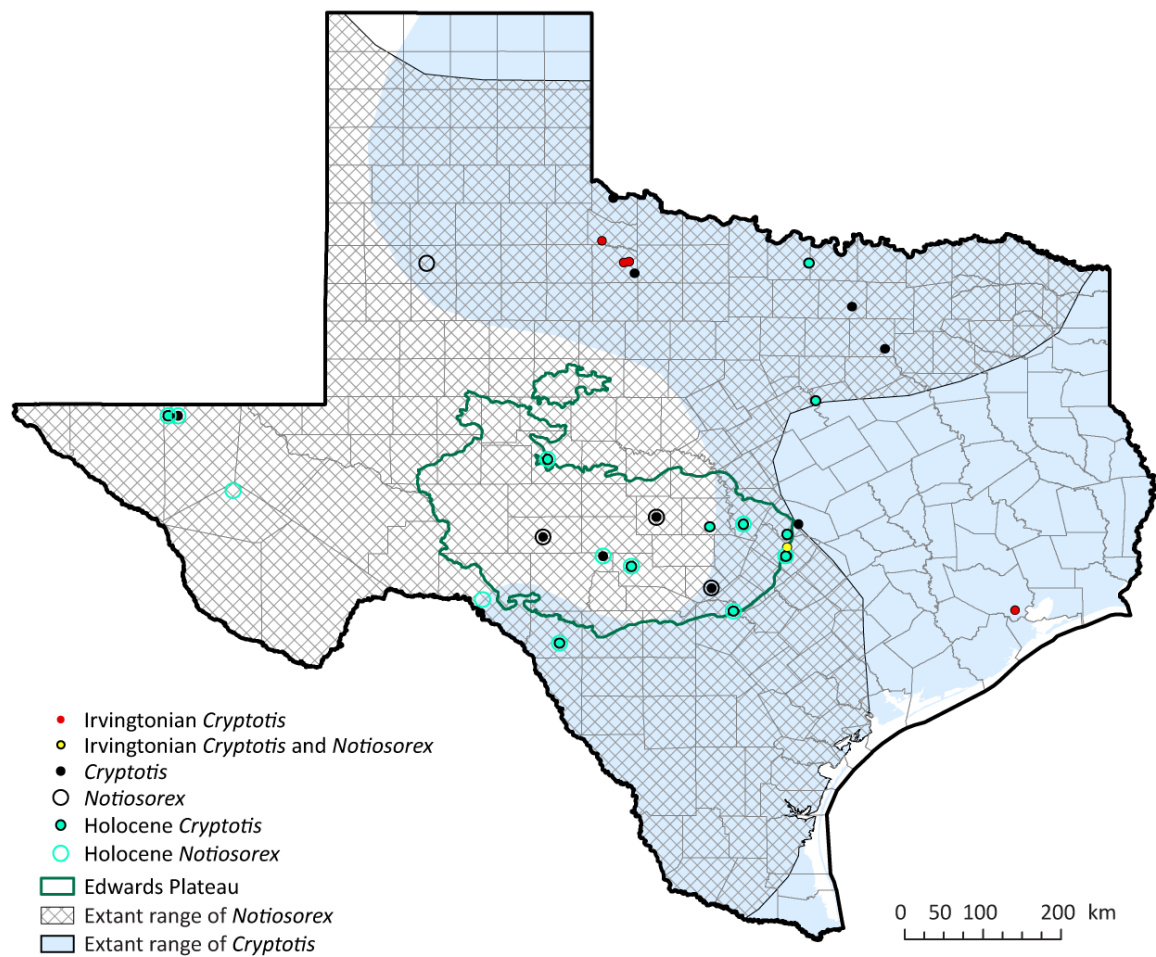 Irvingtonian Cryptotis
Irvingtonian Cryptotis and Notiosorex
Cryptotis
Notiosorex
Holocene Cryptotis
Holocene Notiosorex
Edwards Plateau
Extant range of Notiosorex
Extant range of Cryptotis
0 50 100 200 km